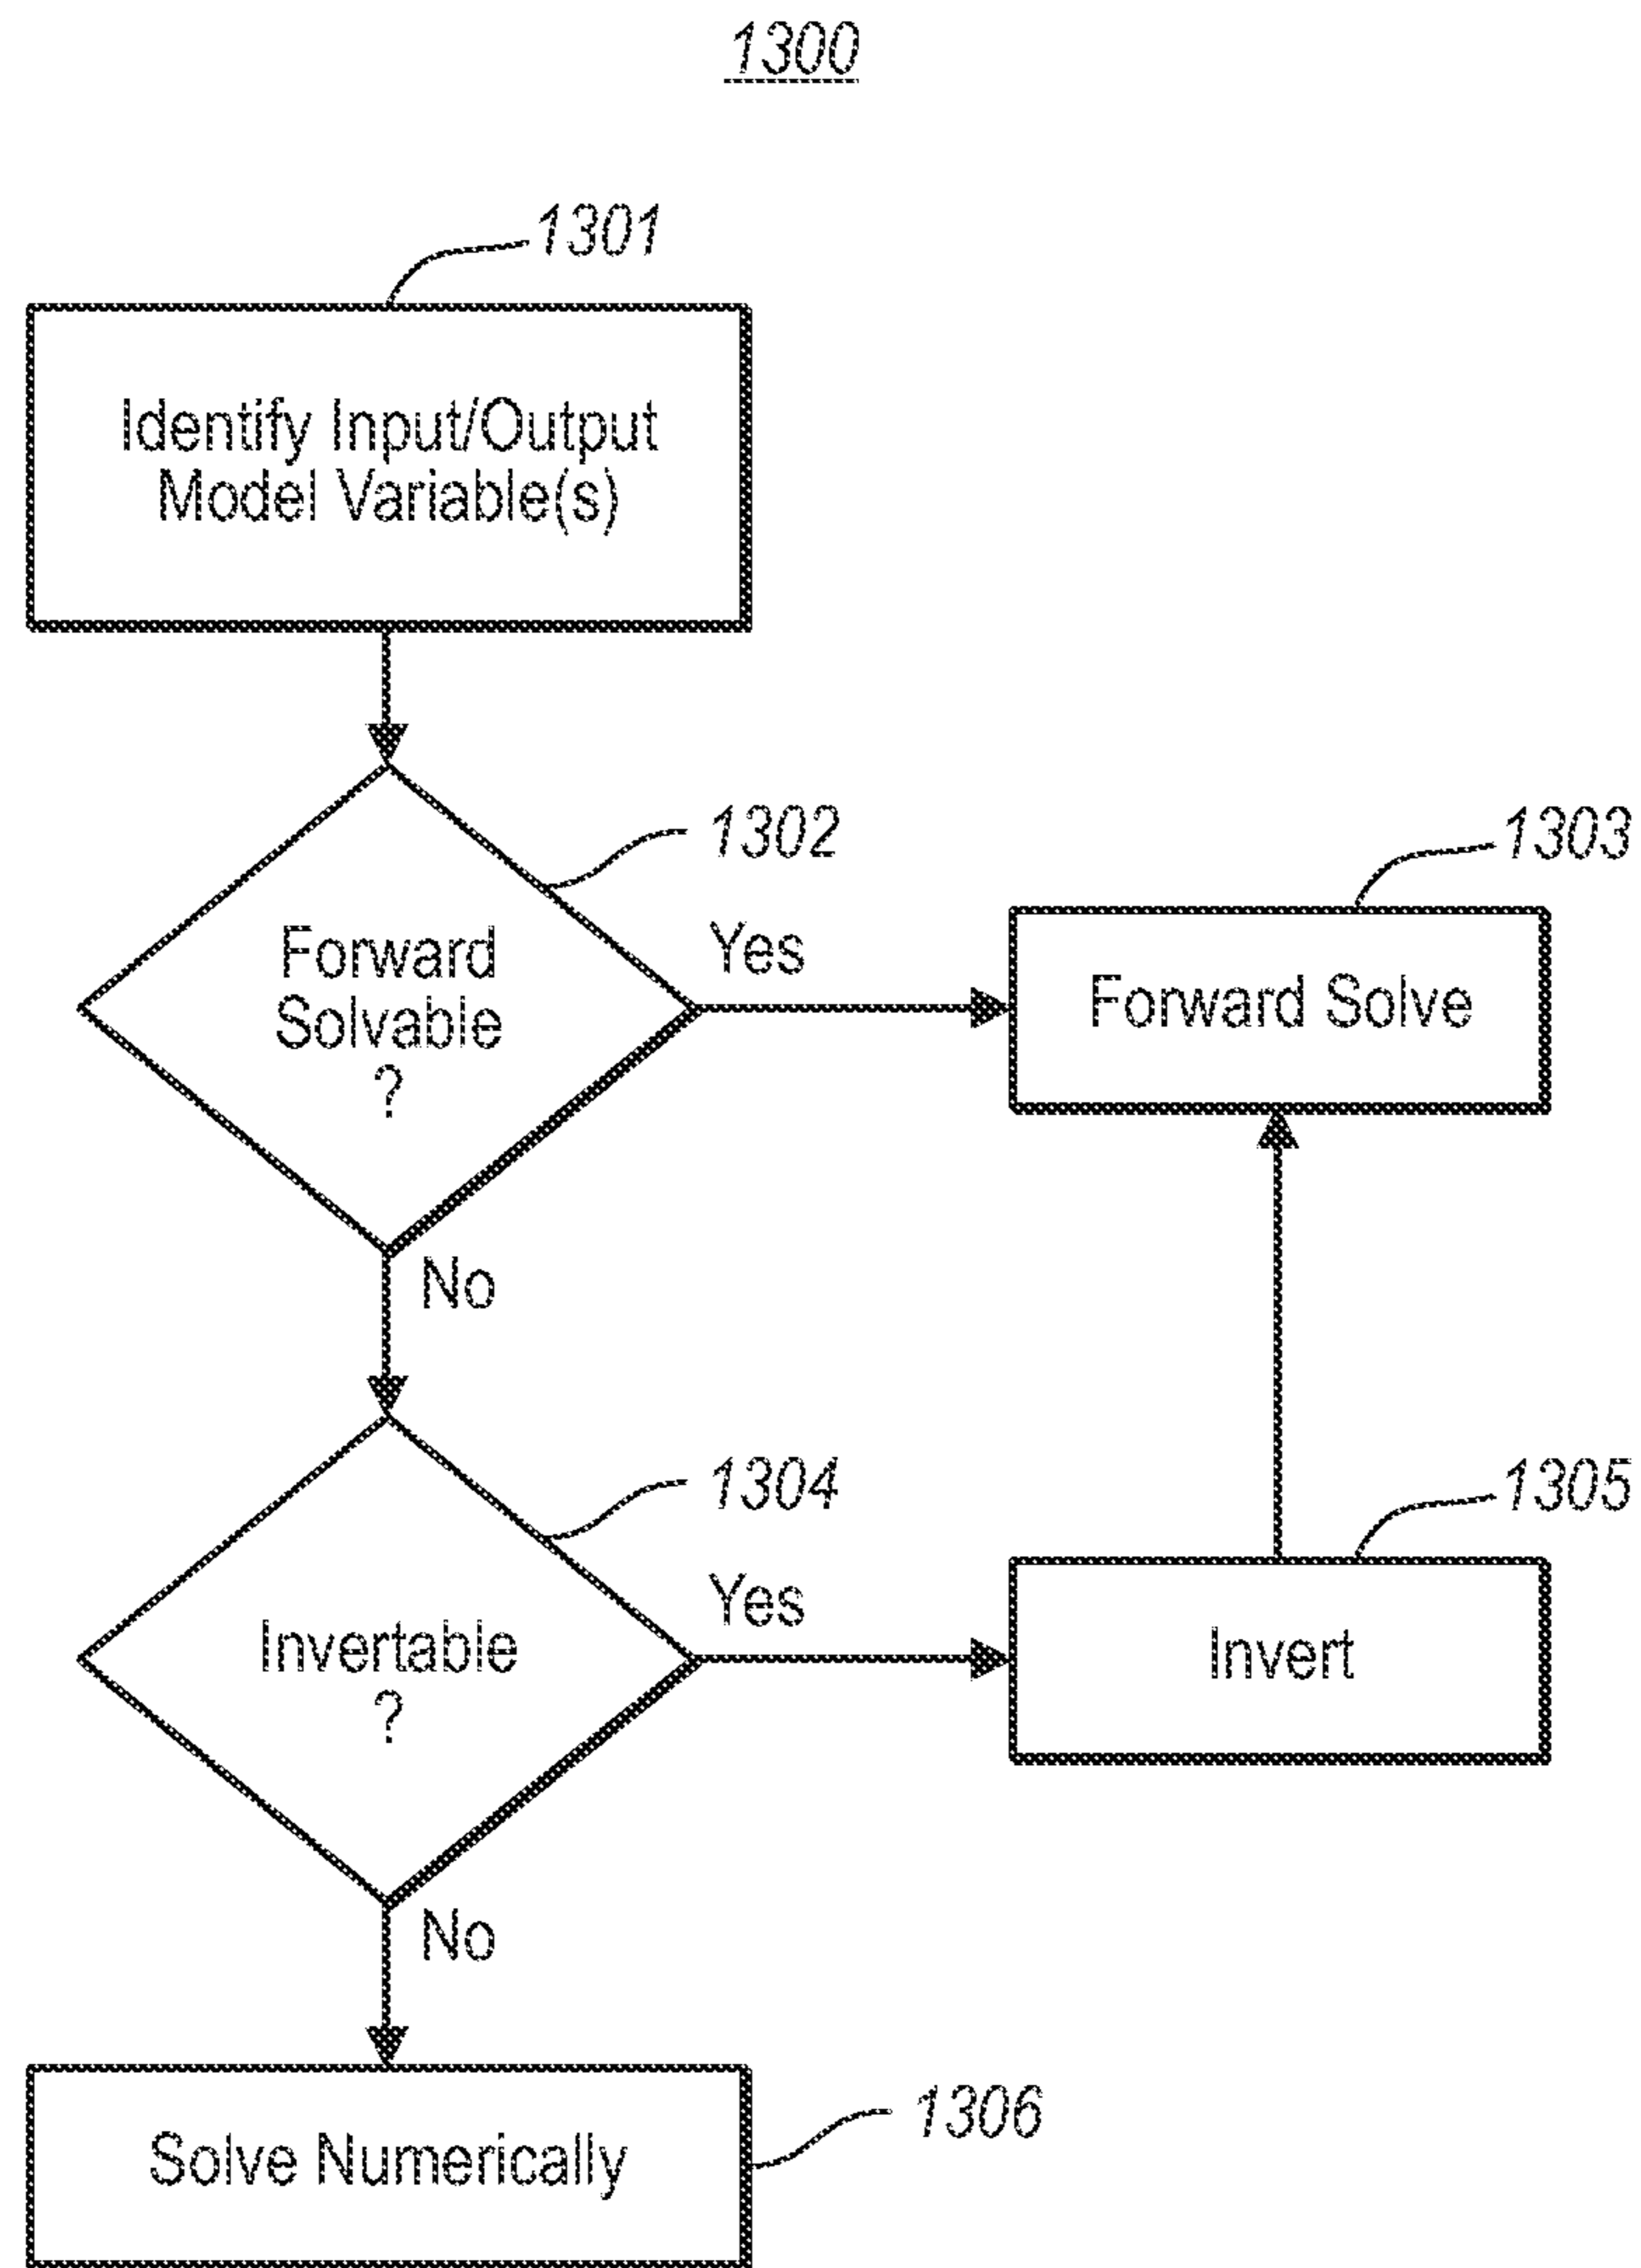 1300
1301
Identify Input/Output
Model Variable(s)
1302
1303
Forward
Solvable
?
Yes
Forward Solve
No
1304
1305
Invertable
?
Yes
Invert
No
1306
Solve Numerically